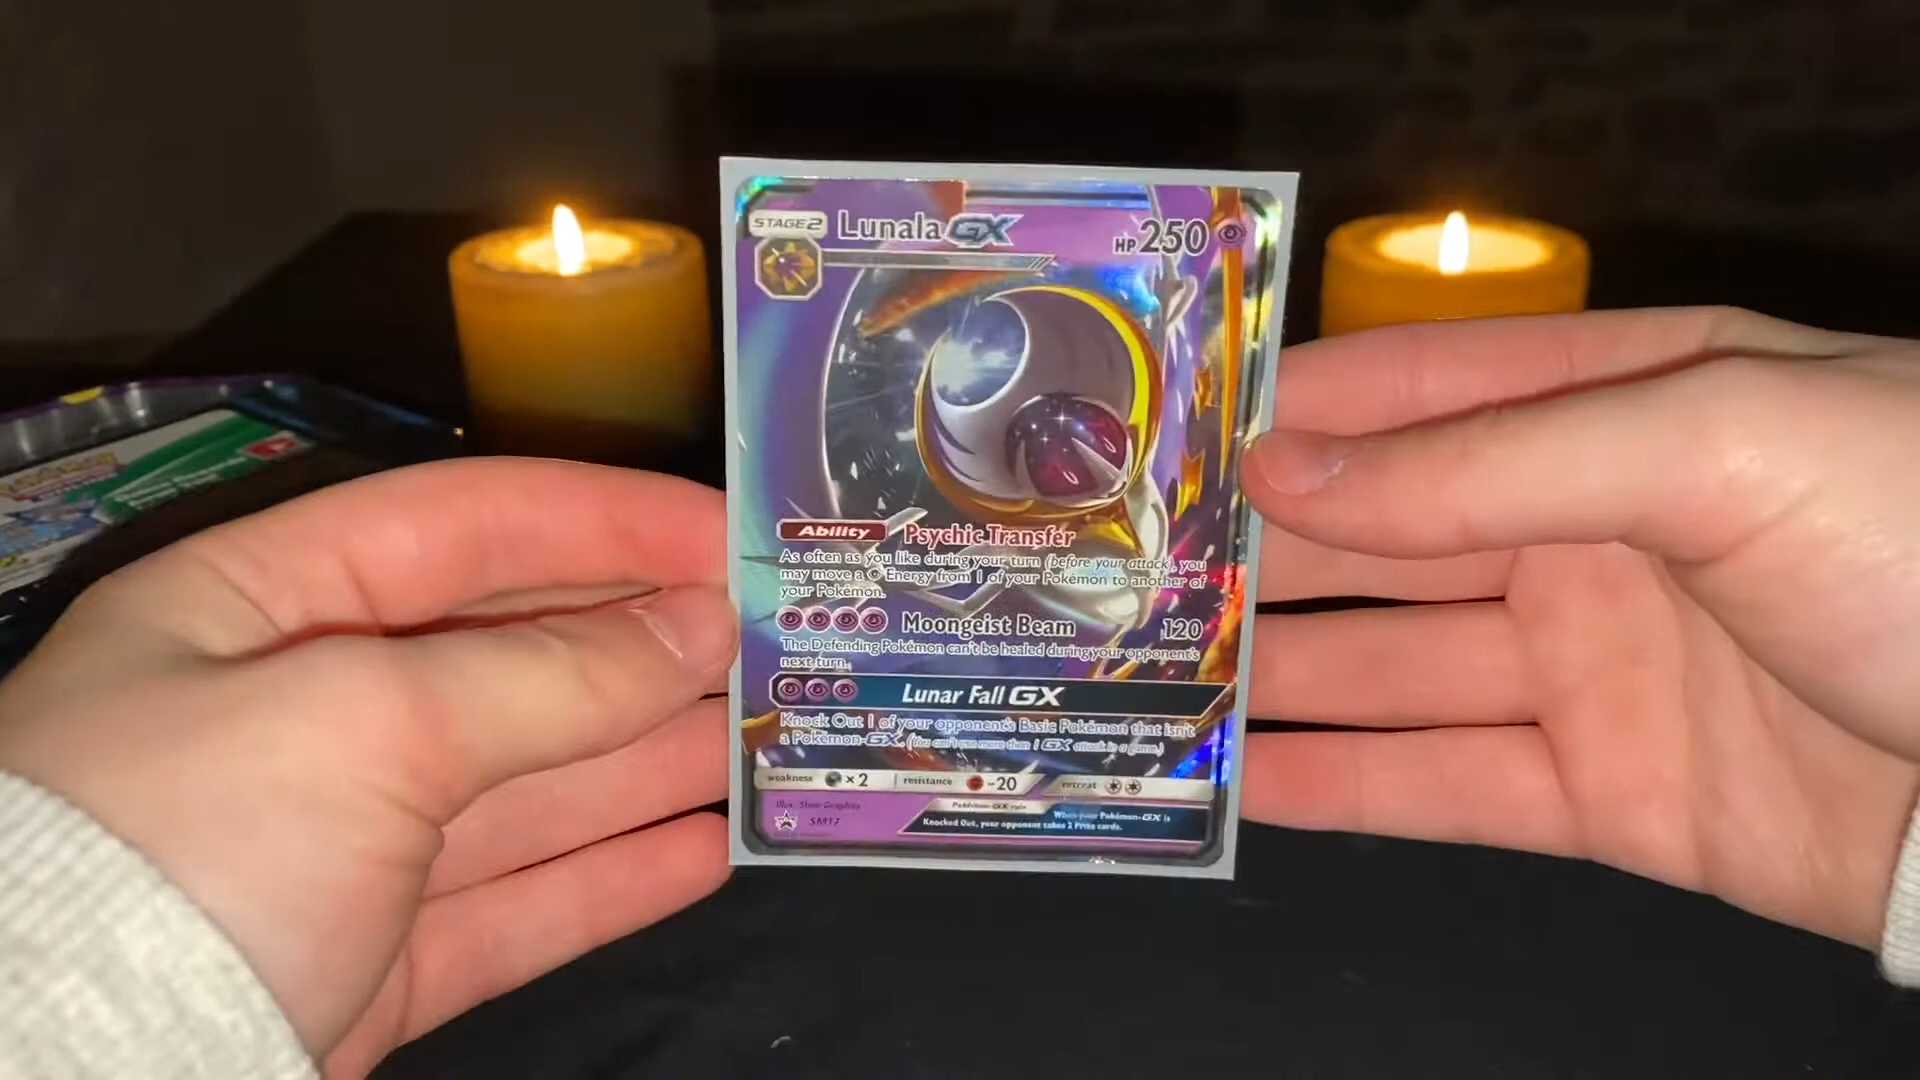 STAGE2 Lunala GX HP250
Ability Psychic Transfer
As often as you like during your turn (before your attack), you
may move a Energy from 1 of your Pokémon to another of
your Pokémon.
Moongeist Beam 120
The Defending Pokémon can't be healed during your opponent's
next turn.
Lunar Fall GX
Knock Out 1 of your opponent's Basic Pokémon that isn't
a Pokémon-GX. (You can't use more than 1 GX attack in a game.)
weakness ×2 resistance -20 retreat
Pokémon-GX rule
SM17
When your Pokémon-GX is
Knocked Out, your opponent takes 2 Prize cards.